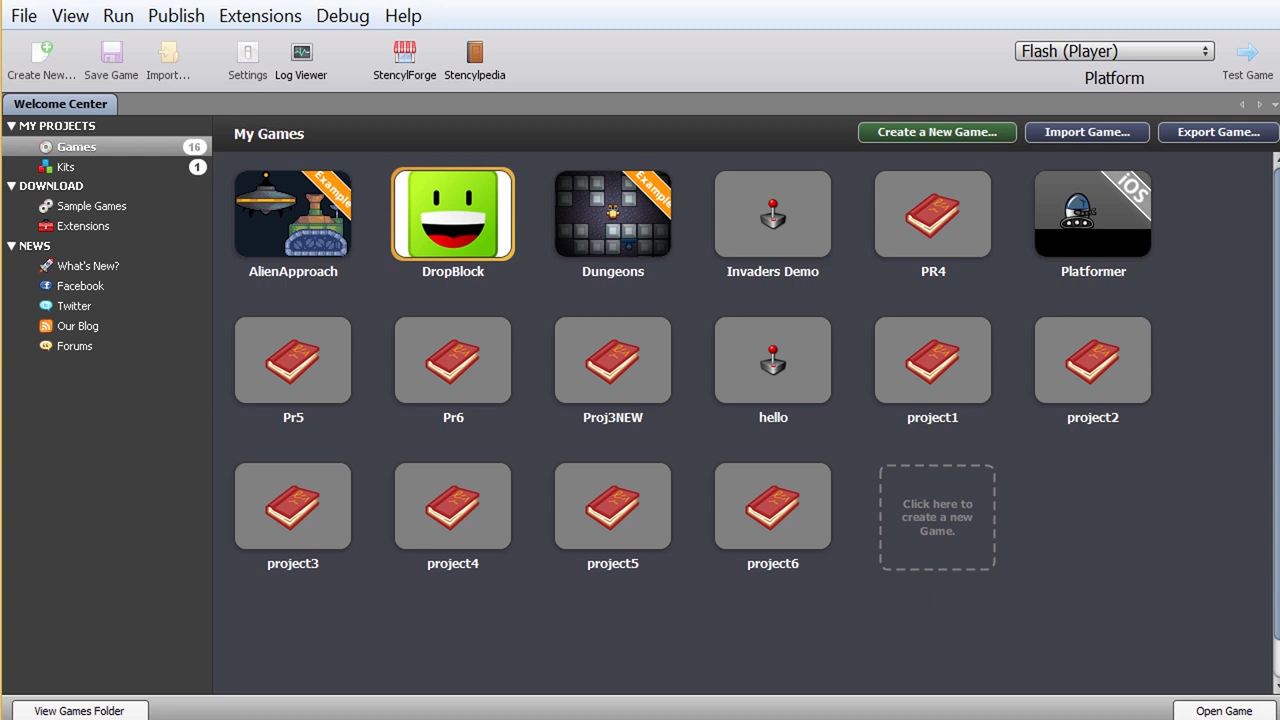 File View Run Publish Extensions Debug Help
Create New... Save Game Import... Settings Log Viewer StencylForge Stencylpedia Flash (Player) Test Game
Platform
Welcome Center
MY PROJECTS
Games 16
Kits 1
DOWNLOAD
Sample Games
Extensions
NEWS
What's New?
Facebook
Twitter
Our Blog
Forums
My Games Create a New Game... Import Game... Export Game...
Example Example iOS
AlienApproach DropBlock Dungeons Invaders Demo PR4 Platformer
Pr5 Pr6 Proj3NEW hello project1 project2
Click here to
create a new
Game.
project3 project4 project5 project6
View Games Folder Open Game